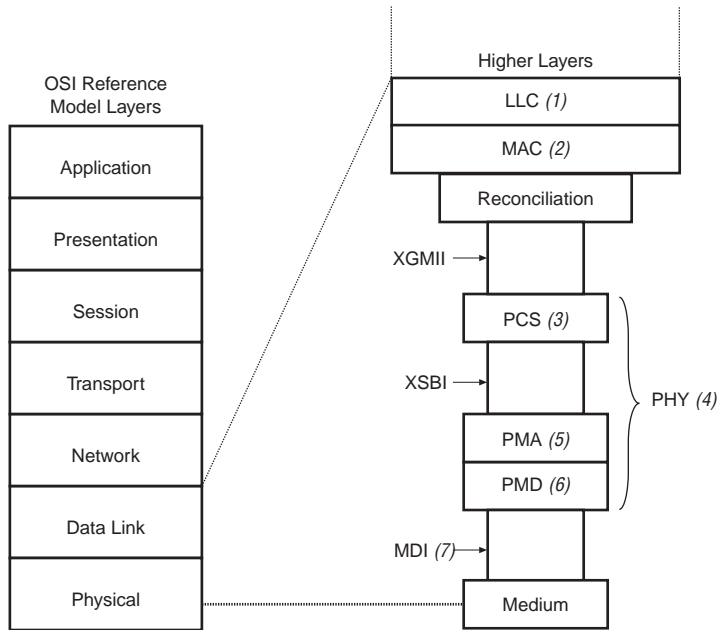 OSI Reference
Model Layers
Application
Presentation
Session
Transport
Network
Data Link
Physical
Higher Layers
LLC (1)
MAC (2)
Reconciliation
XGMII
PCS (3)
XSBI
PHY (4)
PMA (5)
PMD (6)
MDI (7)
Medium